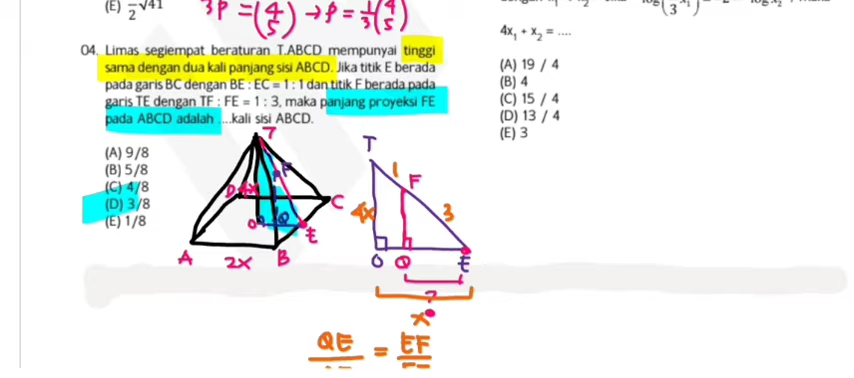 (E) 1/2 √41
3P = (4 5) → P = 1/3 (4 5)
4x₁ + x₂ = ....
04. Limas segiempat beraturan T.ABCD mempunyai tinggi
sama dengan dua kali panjang sisi ABCD. Jika titik E berada
pada garis BC dengan BE : EC = 1 : 1 dan titik F berada pada
garis TE dengan TF : FE = 1 : 3, maka panjang proyeksi FE
pada ABCD adalah ....kali sisi ABCD.
(A) 9/8
(B) 5/8
(C) 4/8
(D) 3/8
(E) 1/8
(A) 19 / 4
(B) 4
(C) 15 / 4
(D) 13 / 4
(E) 3
T
F
D
4x
C
O
Q
E
A
2x
B
T
1
F
4x
3
O
Q
E
?
x
QE = EF